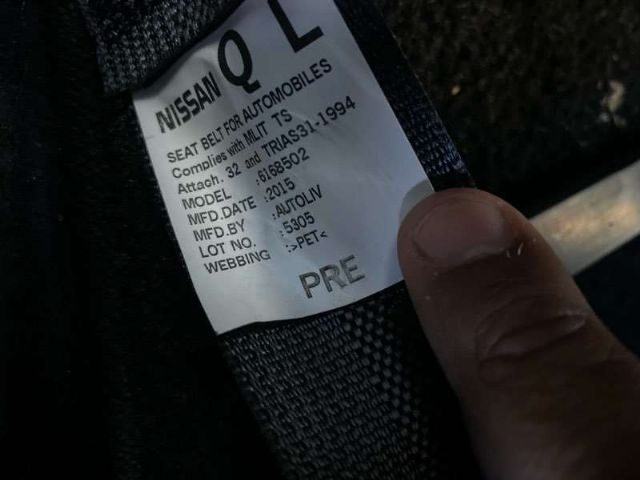 NISSAN Q L
SEAT BELT FOR AUTOMOBILES
Complies with MLIT TS
Attach. 32 and TRIAS31-1994
MODEL :6168502
MFD.DATE :2015
MFD.BY :AUTOLIV
LOT NO. :5305
WEBBING :>PET<
PRE